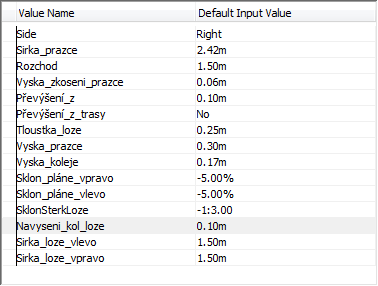 Value Name Default Input Value
Side Right
Sirka_prazce 2.42m
Rozchod 1.50m
Vyska_zkoseni_prazce 0.06m
Převýšení_z 0.10m
Převýšení_z_trasy No
Tloustka_loze 0.25m
Vyska_prazce 0.30m
Vyska_koleje 0.17m
Sklon_pláne_vpravo -5.00%
Sklon_pláne_vlevo -5.00%
SklonSterkLoze -1:3.00
Navyseni_kol_loze 0.10m
Sirka_loze_vlevo 1.50m
Sirka_loze_vpravo 1.50m